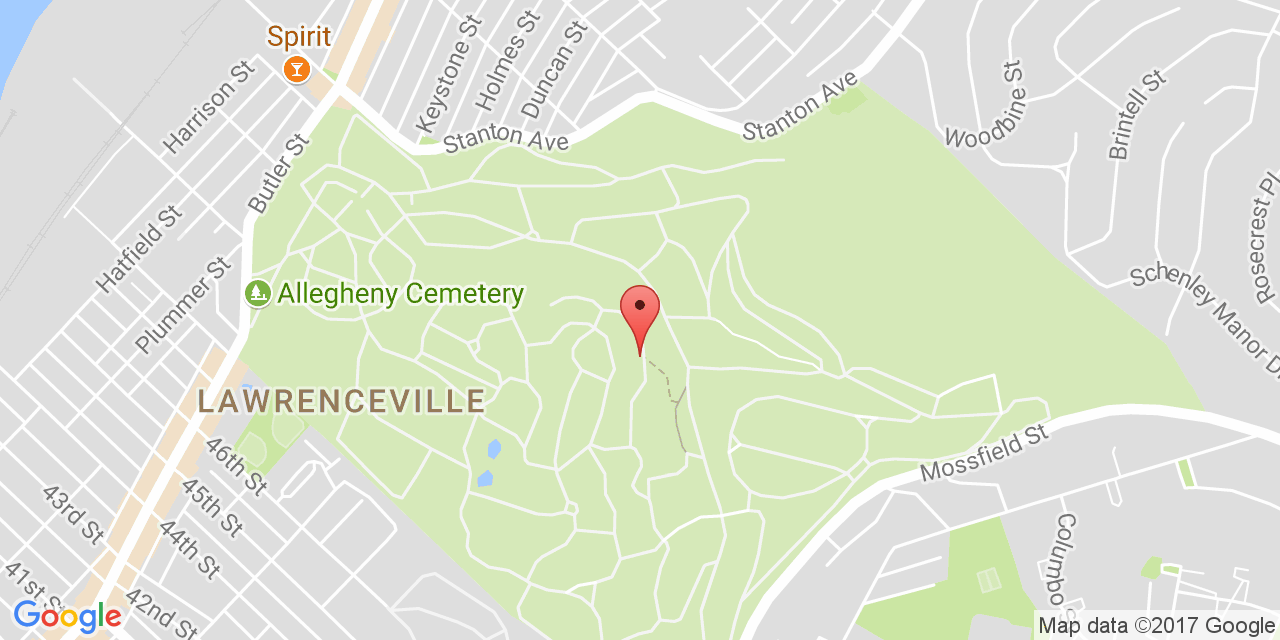 Spirit
Keystone St
Holmes St
Duncan St
Harrison St
Stanton Ave
Stanton Ave
Woodbine St
Brintell St
Butler St
Rosecrest Pl
Hatfield St
Plummer St
Allegheny Cemetery
Schenley Manor D
LAWRENCEVILLE
46th St
Mossfield St
45th St
43rd St
44th St
Columbo S
41st St
42nd St
Google
Map data ©2017 Google